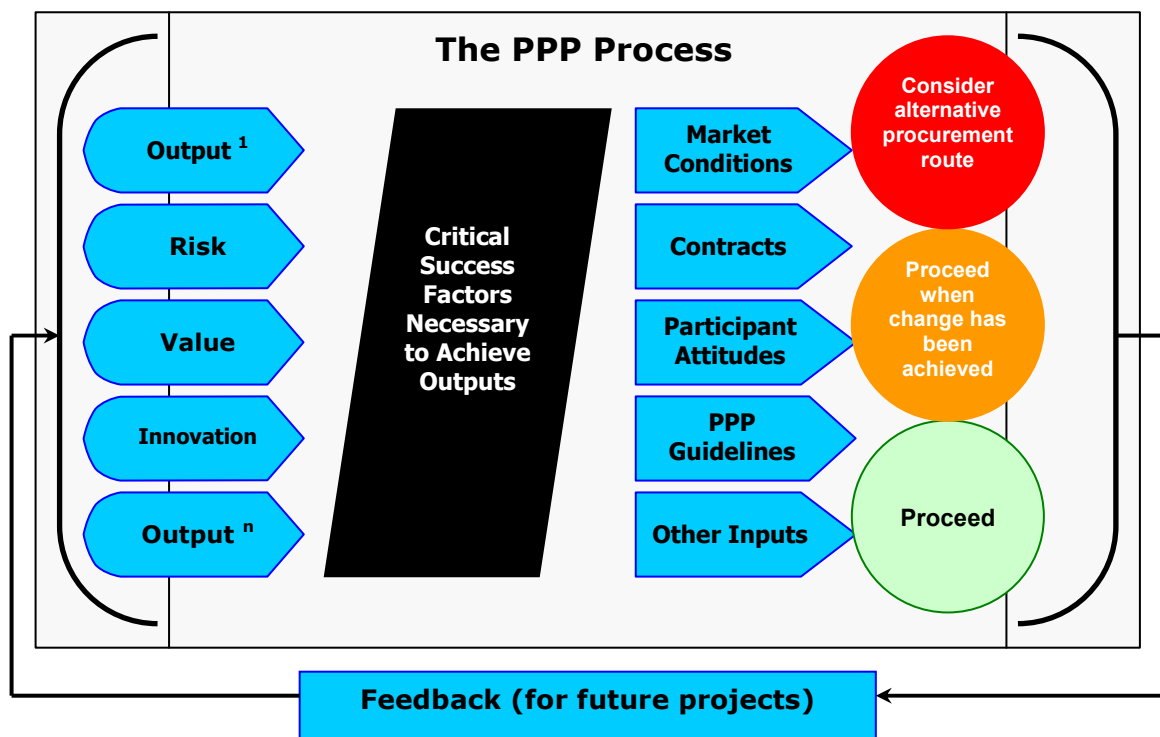 The PPP Process
Output 1
Risk
Value
Innovation
Output n
Critical
Success
Factors
Necessary
to Achieve
Outputs
Market
Conditions
Contracts
Participant
Attitudes
PPP
Guidelines
Other Inputs
Consider
alternative
procurement
route
Proceed
when
change has
been
achieved
Proceed
Feedback (for future projects)